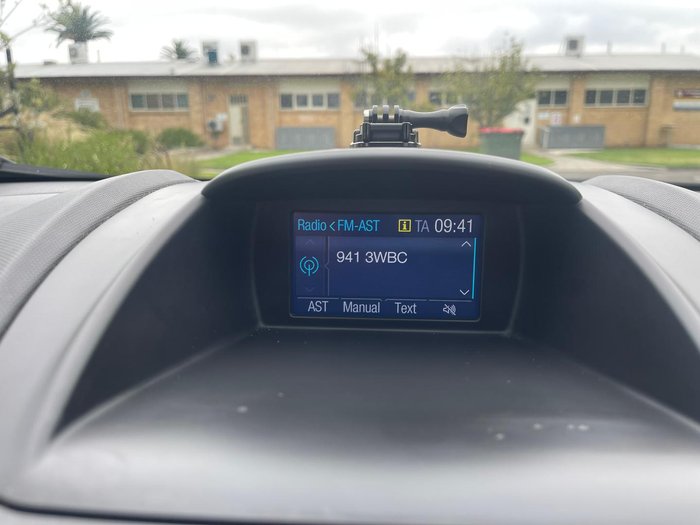 Radio < FM-AST i TA 09:41
941 3WBC
AST Manual Text